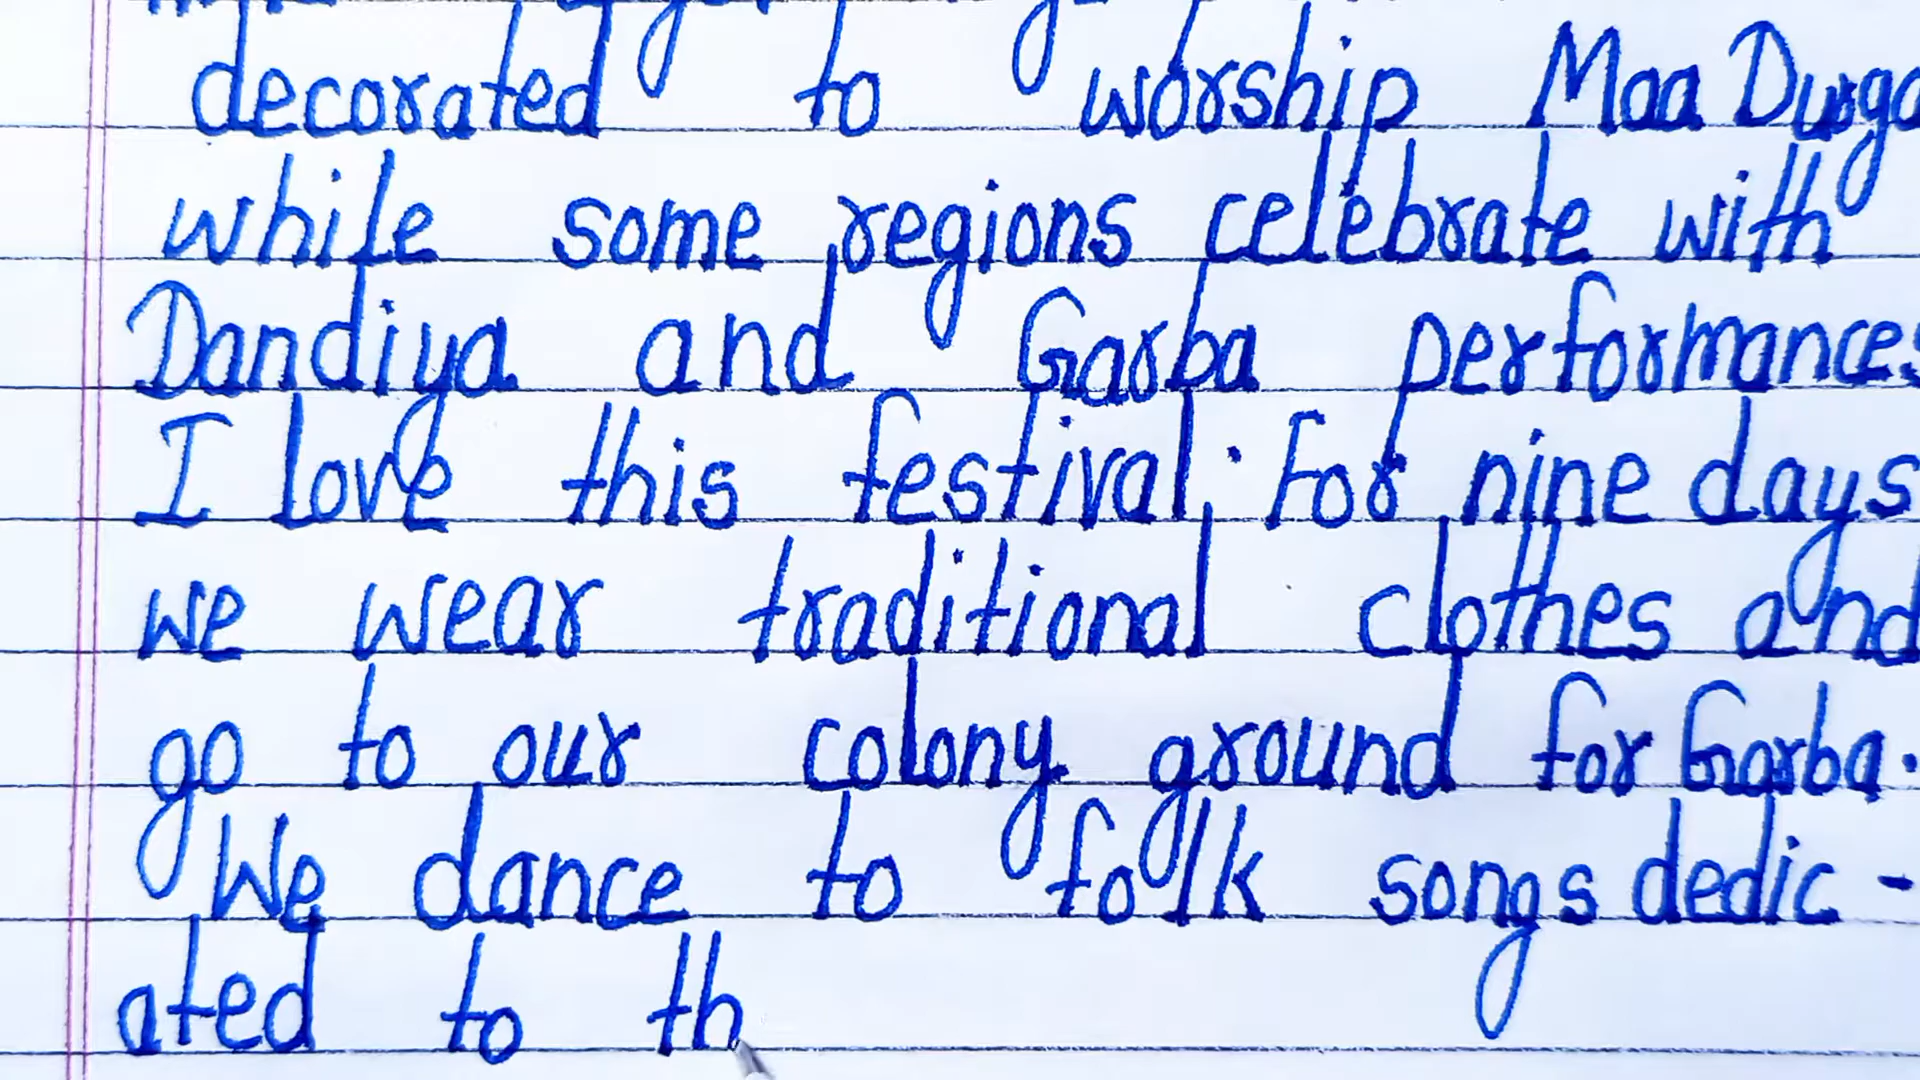 decorated to worship Maa Durga
while some regions celebrate with
Dandiya and Garba performances
I love this festival. For nine days
we wear traditional clothes and
go to our colony ground for Garba.
We dance to folk songs dedic-
ated to th